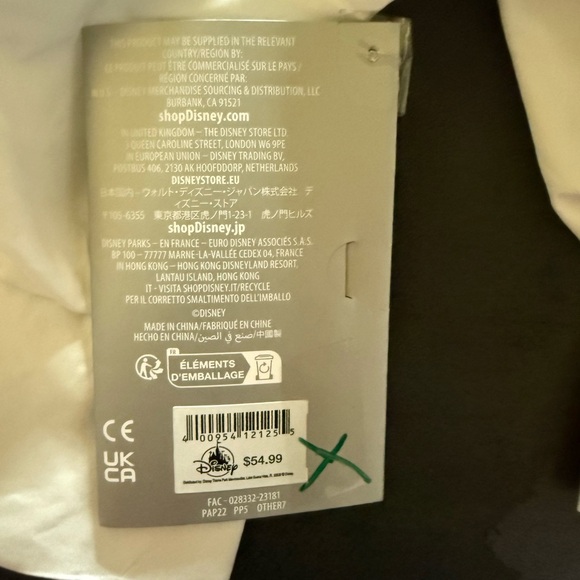 THIS PRODUCT MAY BE SUPPLIED IN THE RELEVANT
COUNTRY/REGION BY:
CE PRODUIT PEUT ÊTRE COMMERCIALISÉ SUR LE PAYS /
RÉGION CONCERNÉ PAR:
DISNEY MERCHANDISE SOURCING & DISTRIBUTION, LLC
BURBANK, CA 91521
shopDisney.com
IN UNITED KINGDOM – THE DISNEY STORE LTD.
QUEEN CAROLINE STREET, LONDON W6 9PE
IN EUROPEAN UNION – DISNEY TRADING BV,
POSTBUS 406, 2130 AK HOOFDDORP, NETHERLANDS
DISNEYSTORE.EU
日本国内 - ウォルト・ディズニー・ジャパン株式会社 デ
ィズニー・ストア
〒105-6355 東京都港区虎ノ門1-23-1 虎ノ門ヒルズ
shopDisney.jp
DISNEY PARKS – EN FRANCE – EURO DISNEY ASSOCIÉS S.A.S.
BP 100 – 77777 MARNE-LA-VALLÉE CEDEX 04, FRANCE
IN HONG KONG – HONG KONG DISNEYLAND RESORT,
LANTAU ISLAND, HONG KONG
IT - VISITA SHOPDISNEY.IT/RECYCLE
PER IL CORRETTO SMALTIMENTO DELL'IMBALLO
©DISNEY
MADE IN CHINA/FABRIQUÉ EN CHINE
HECHO EN CHINA/صنع في الصين/中國製
FR
ÉLÉMENTS
D'EMBALLAGE
CE
UK
CA
4 00954 12125 5
Disney
$54.99
X
FAC - 028332-23181
PAP22 PP5 OTHER7